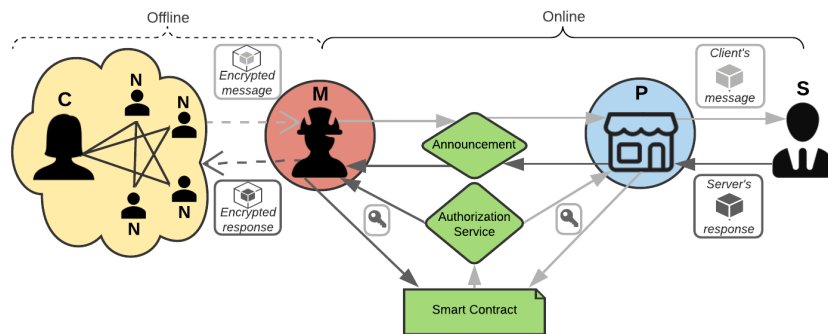 Offline
Online
Encrypted
message
Client's
message
C
N
N
N
N
M
P
S
Announcement
Authorization
Service
Encrypted
response
Server's
response
Smart Contract